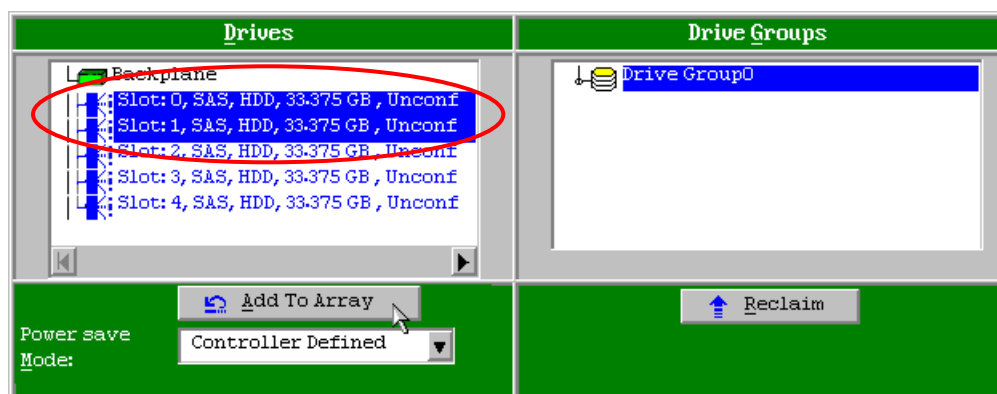 Drives
Drive Groups
Backplane
Slot: 0, SAS, HDD, 33.375 GB , Unconf
Slot: 1, SAS, HDD, 33.375 GB , Unconf
Slot: 2, SAS, HDD, 33.375 GB , Unconf
Slot: 3, SAS, HDD, 33.375 GB , Unconf
Slot: 4, SAS, HDD, 33.375 GB , Unconf
Drive Group0
Add To Array
Reclaim
Power save
Mode:
Controller Defined